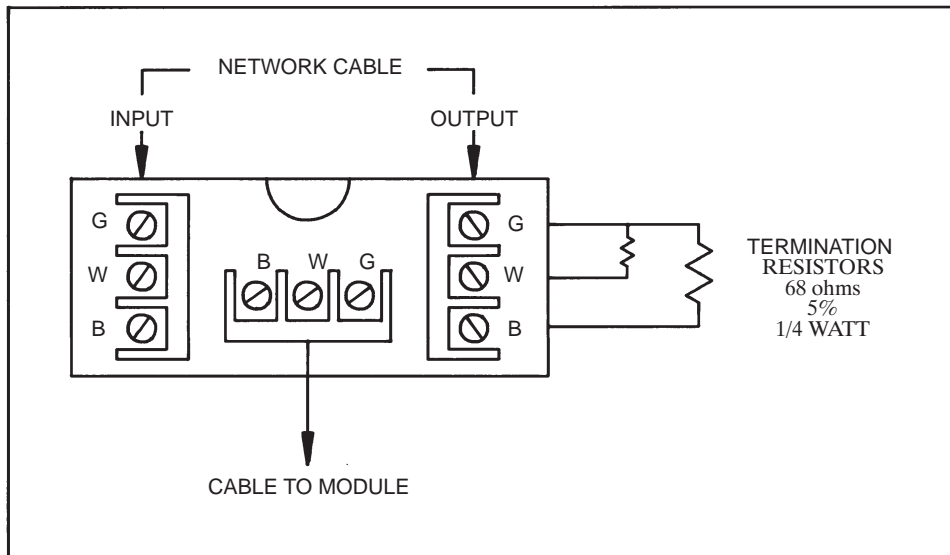 NETWORK CABLE
INPUT
OUTPUT
G
W
B
B W G
G
W
B
TERMINATION
RESISTORS
68 ohms
5%
1/4 WATT
CABLE TO MODULE